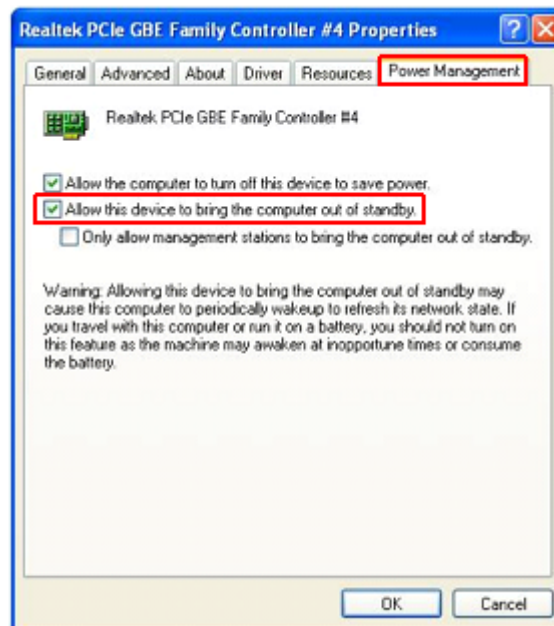 Realtek PCIe GBE Family Controller #4 Properties
General Advanced About Driver Resources Power Management
Realtek PCIe GBE Family Controller #4
Allow the computer to turn off this device to save power.
Allow this device to bring the computer out of standby.
Only allow management stations to bring the computer out of standby.
Warning: Allowing this device to bring the computer out of standby may
cause this computer to periodically wakeup to refresh its network state. If
you travel with this computer or run it on a battery, you should not turn on
this feature as the machine may awaken at inopportune times or consume
the battery.
OK Cancel